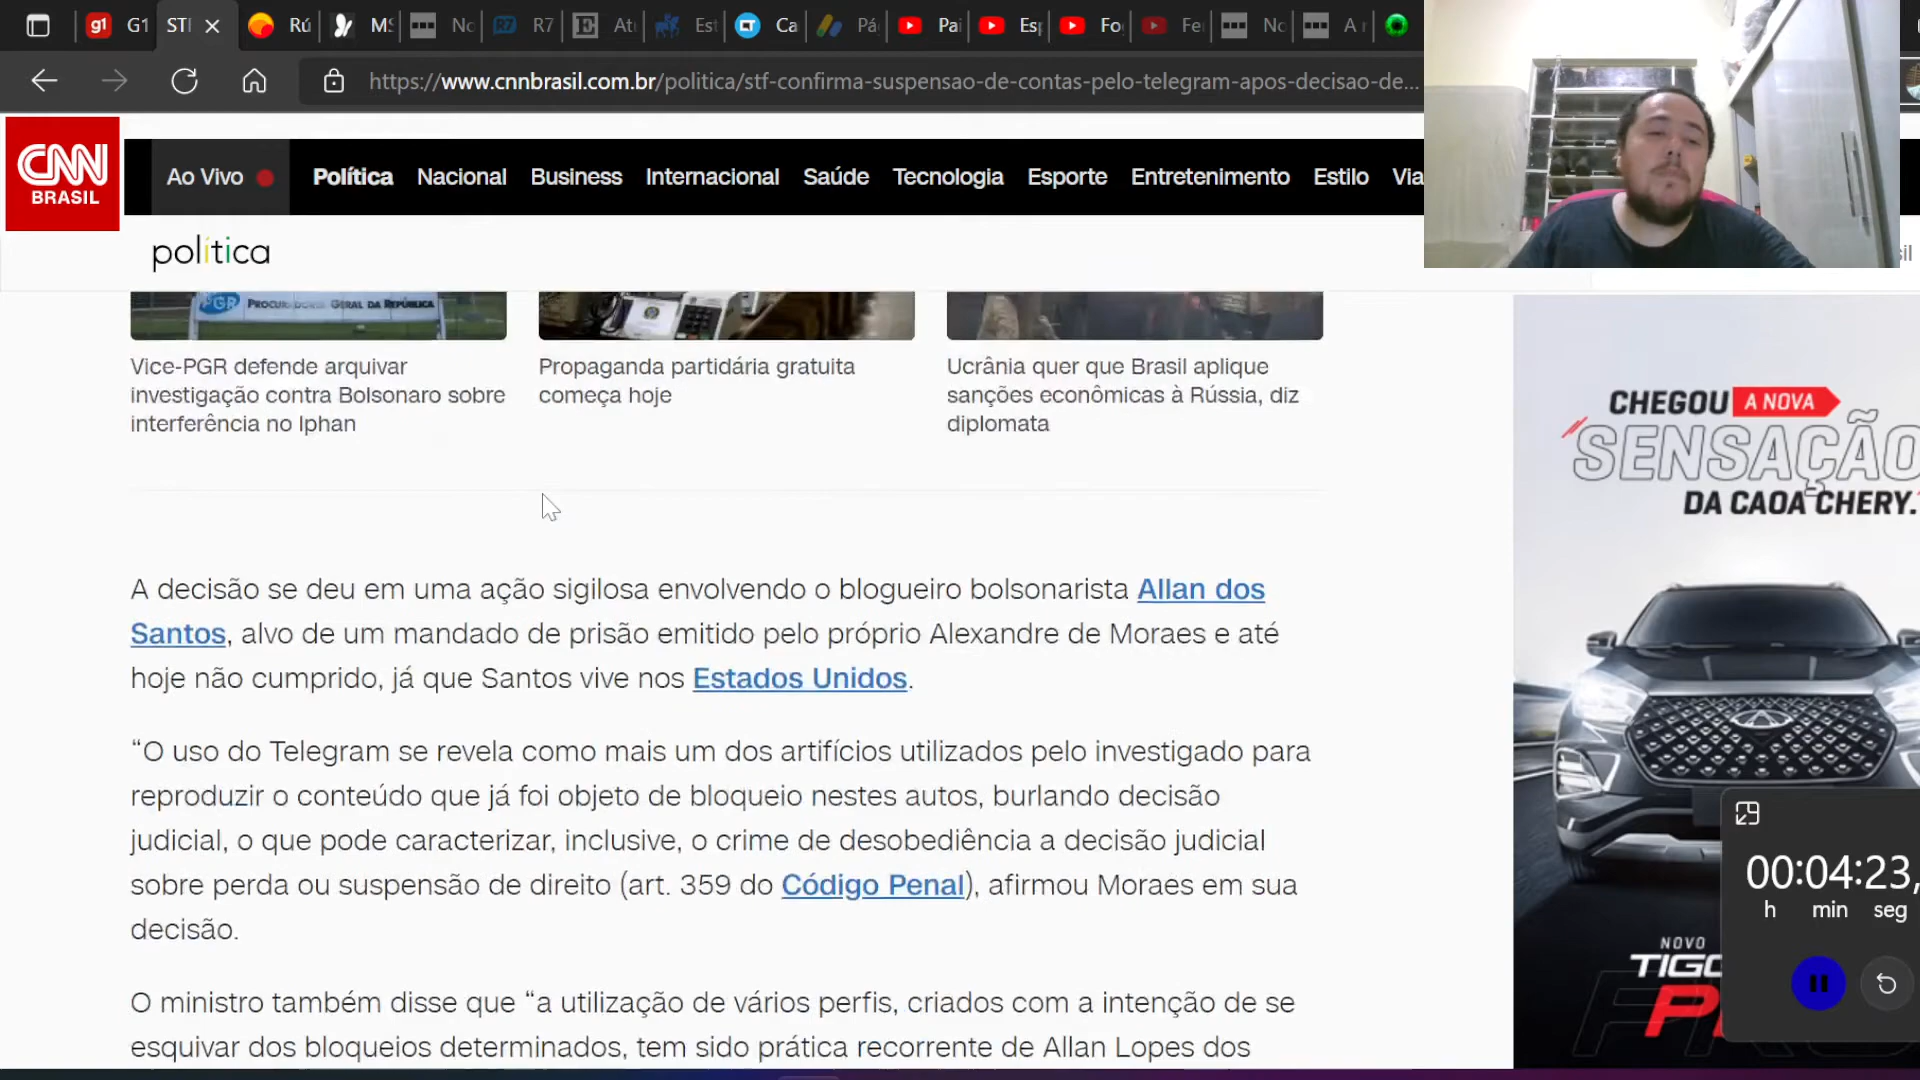 G1
STI
Rú
MS
No
R7
Ati
Est
Ca
Pá
Pai
Esp
Fo
Fe
No
A r
https://www.cnnbrasil.com.br/politica/stf-confirma-suspensao-de-contas-pelo-telegram-apos-decisao-de...
CNN
BRASIL
Ao Vivo
Política
Nacional
Business
Internacional
Saúde
Tecnologia
Esporte
Entretenimento
Estilo
Via
política
PGR PROCURADORIA GERAL DA REPÚBLICA
Vice-PGR defende arquivar
investigação contra Bolsonaro sobre
interferência no Iphan
Propaganda partidária gratuita
começa hoje
Ucrânia quer que Brasil aplique
sanções econômicas à Rússia, diz
diplomata
A decisão se deu em uma ação sigilosa envolvendo o blogueiro bolsonarista Allan dos
Santos, alvo de um mandado de prisão emitido pelo próprio Alexandre de Moraes e até
hoje não cumprido, já que Santos vive nos Estados Unidos.
“O uso do Telegram se revela como mais um dos artifícios utilizados pelo investigado para
reproduzir o conteúdo que já foi objeto de bloqueio nestes autos, burlando decisão
judicial, o que pode caracterizar, inclusive, o crime de desobediência a decisão judicial
sobre perda ou suspensão de direito (art. 359 do Código Penal), afirmou Moraes em sua
decisão.
O ministro também disse que “a utilização de vários perfis, criados com a intenção de se
esquivar dos bloqueios determinados, tem sido prática recorrente de Allan Lopes dos
CHEGOU A NOVA
SENSAÇÃO
DA CAOA CHERY.
NOVO
TIGO
P
00:04:23,
h min seg